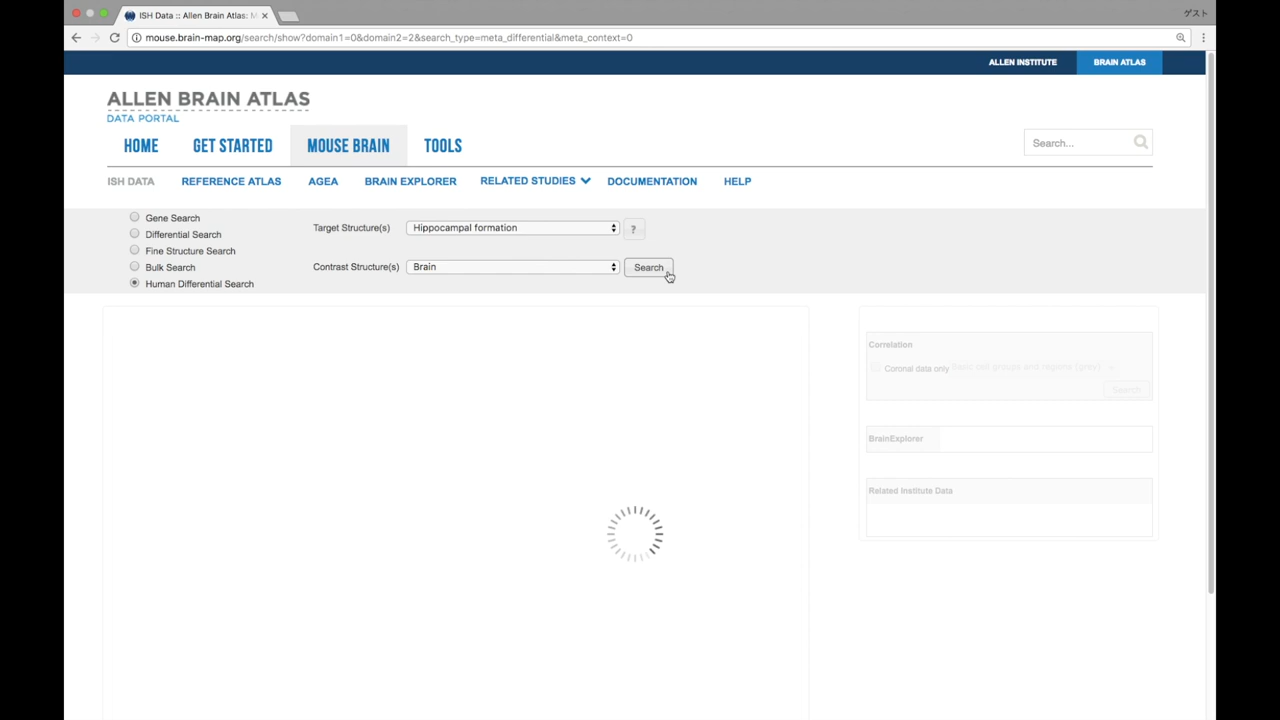 ISH Data :: Allen Brain Atlas: M
ゲスト
mouse.brain-map.org/search/show?domain1=0&domain2=2&search_type=meta_differential&meta_context=0
ALLEN INSTITUTE
BRAIN ATLAS
ALLEN BRAIN ATLAS
DATA PORTAL
HOME
GET STARTED
MOUSE BRAIN
TOOLS
Search...
ISH DATA
REFERENCE ATLAS
AGEA
BRAIN EXPLORER
RELATED STUDIES
DOCUMENTATION
HELP
Gene Search
Differential Search
Fine Structure Search
Bulk Search
Human Differential Search
Target Structure(s)
Hippocampal formation
?
Contrast Structure(s)
Brain
Search
Correlation
Coronal data only
Search
BrainExplorer
Related Institute Data